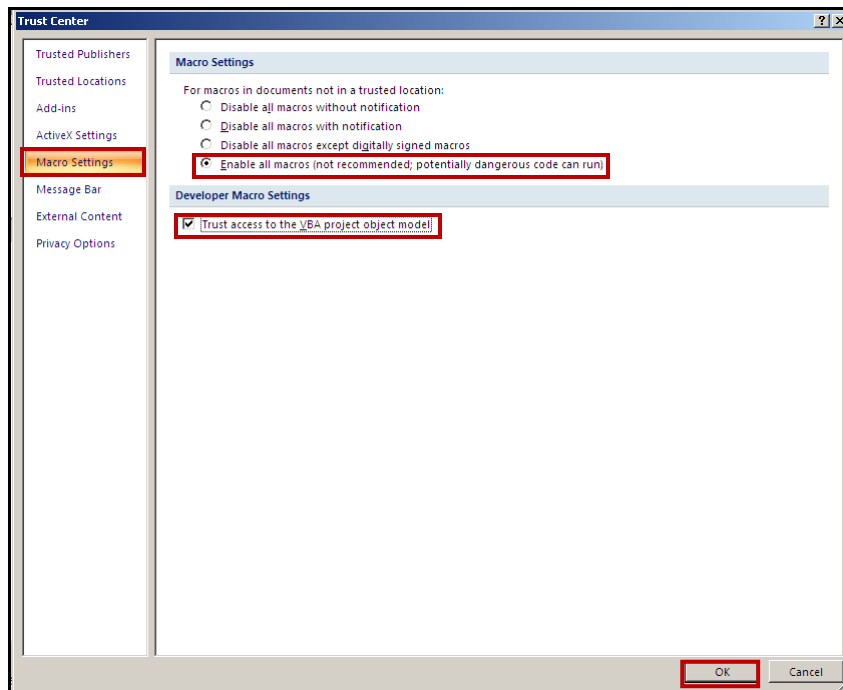 Trust Center
Trusted Publishers
Trusted Locations
Add-ins
ActiveX Settings
Macro Settings
Message Bar
External Content
Privacy Options
Macro Settings
For macros in documents not in a trusted location:
Disable all macros without notification
Disable all macros with notification
Disable all macros except digitally signed macros
Enable all macros (not recommended; potentially dangerous code can run)
Developer Macro Settings
Trust access to the VBA project object model
OK Cancel